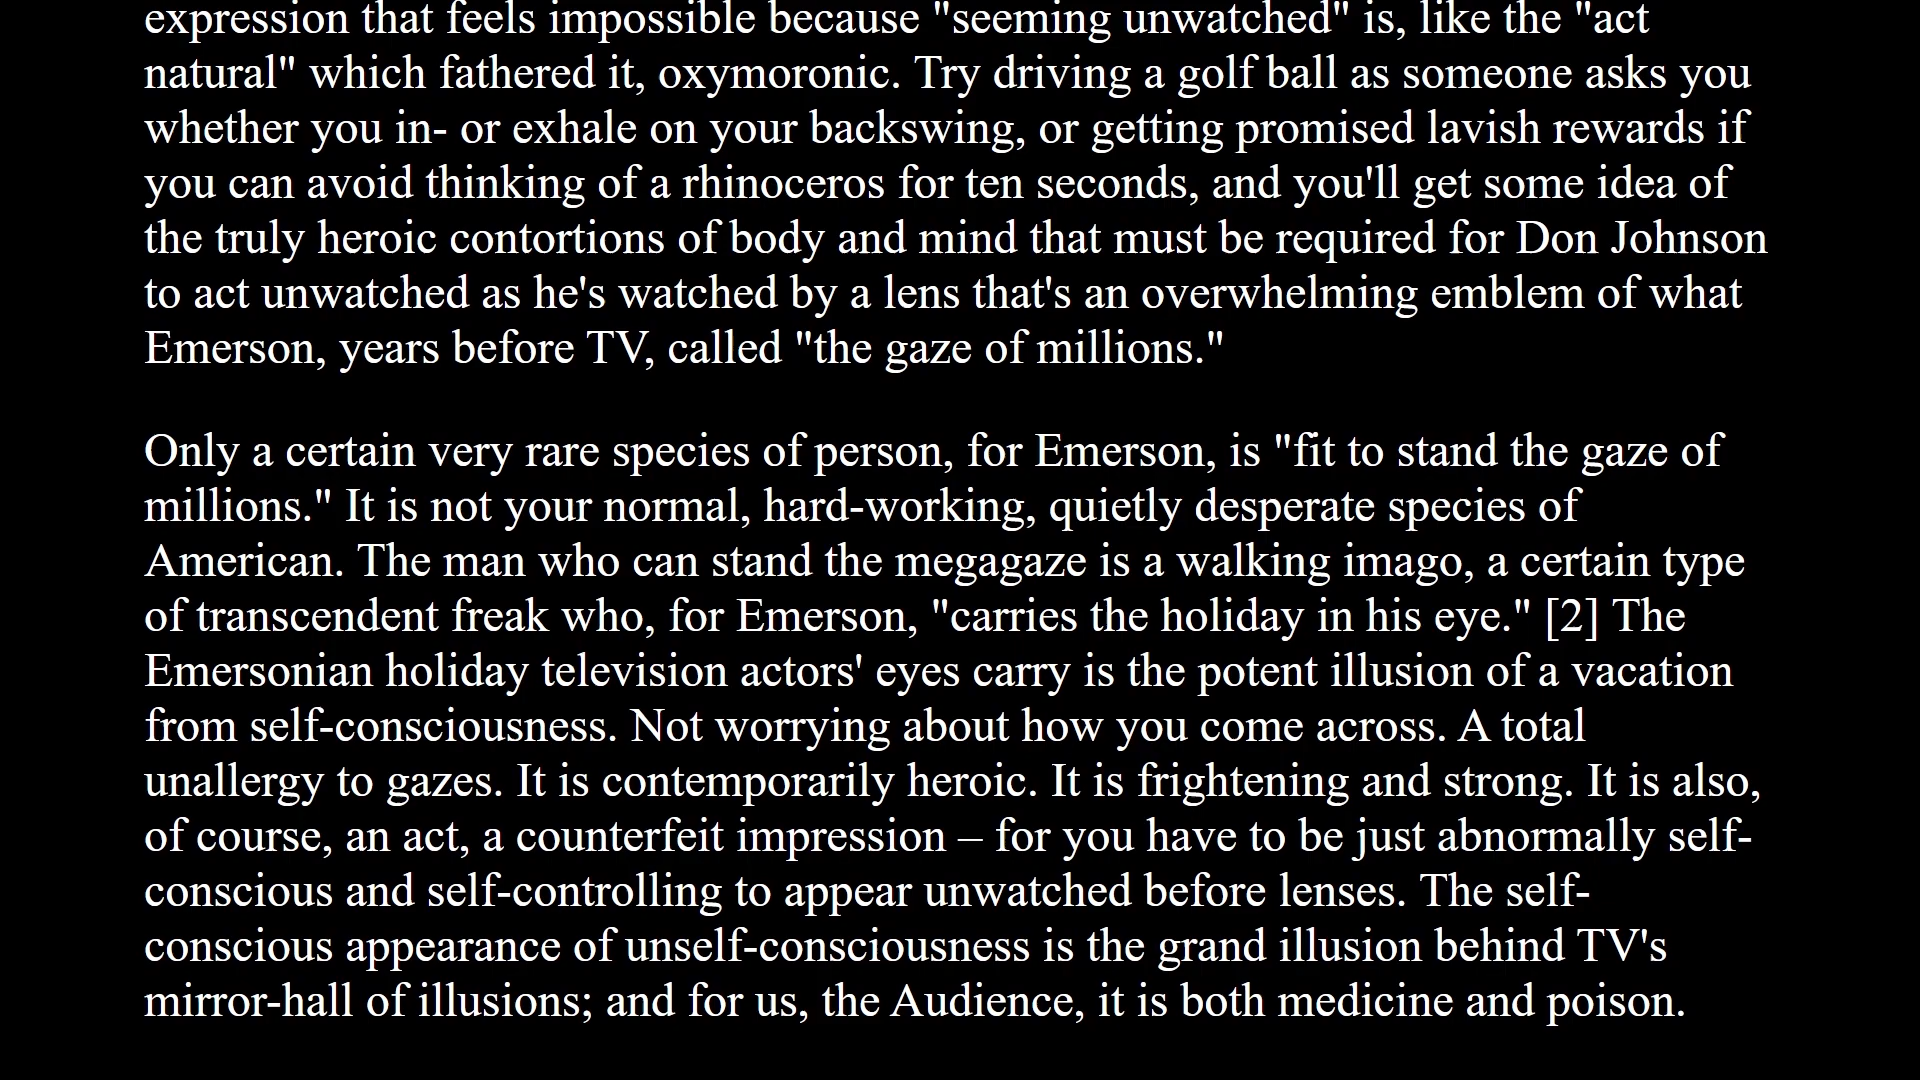 expression that feels impossible because "seeming unwatched" is, like the "act
natural" which fathered it, oxymoronic. Try driving a golf ball as someone asks you
whether you in- or exhale on your backswing, or getting promised lavish rewards if
you can avoid thinking of a rhinoceros for ten seconds, and you'll get some idea of
the truly heroic contortions of body and mind that must be required for Don Johnson
to act unwatched as he's watched by a lens that's an overwhelming emblem of what
Emerson, years before TV, called "the gaze of millions."
Only a certain very rare species of person, for Emerson, is "fit to stand the gaze of
millions." It is not your normal, hard-working, quietly desperate species of
American. The man who can stand the megagaze is a walking imago, a certain type
of transcendent freak who, for Emerson, "carries the holiday in his eye." [2] The
Emersonian holiday television actors' eyes carry is the potent illusion of a vacation
from self-consciousness. Not worrying about how you come across. A total
unallergy to gazes. It is contemporarily heroic. It is frightening and strong. It is also,
of course, an act, a counterfeit impression – for you have to be just abnormally self-
conscious and self-controlling to appear unwatched before lenses. The self-
conscious appearance of unself-consciousness is the grand illusion behind TV's
mirror-hall of illusions; and for us, the Audience, it is both medicine and poison.